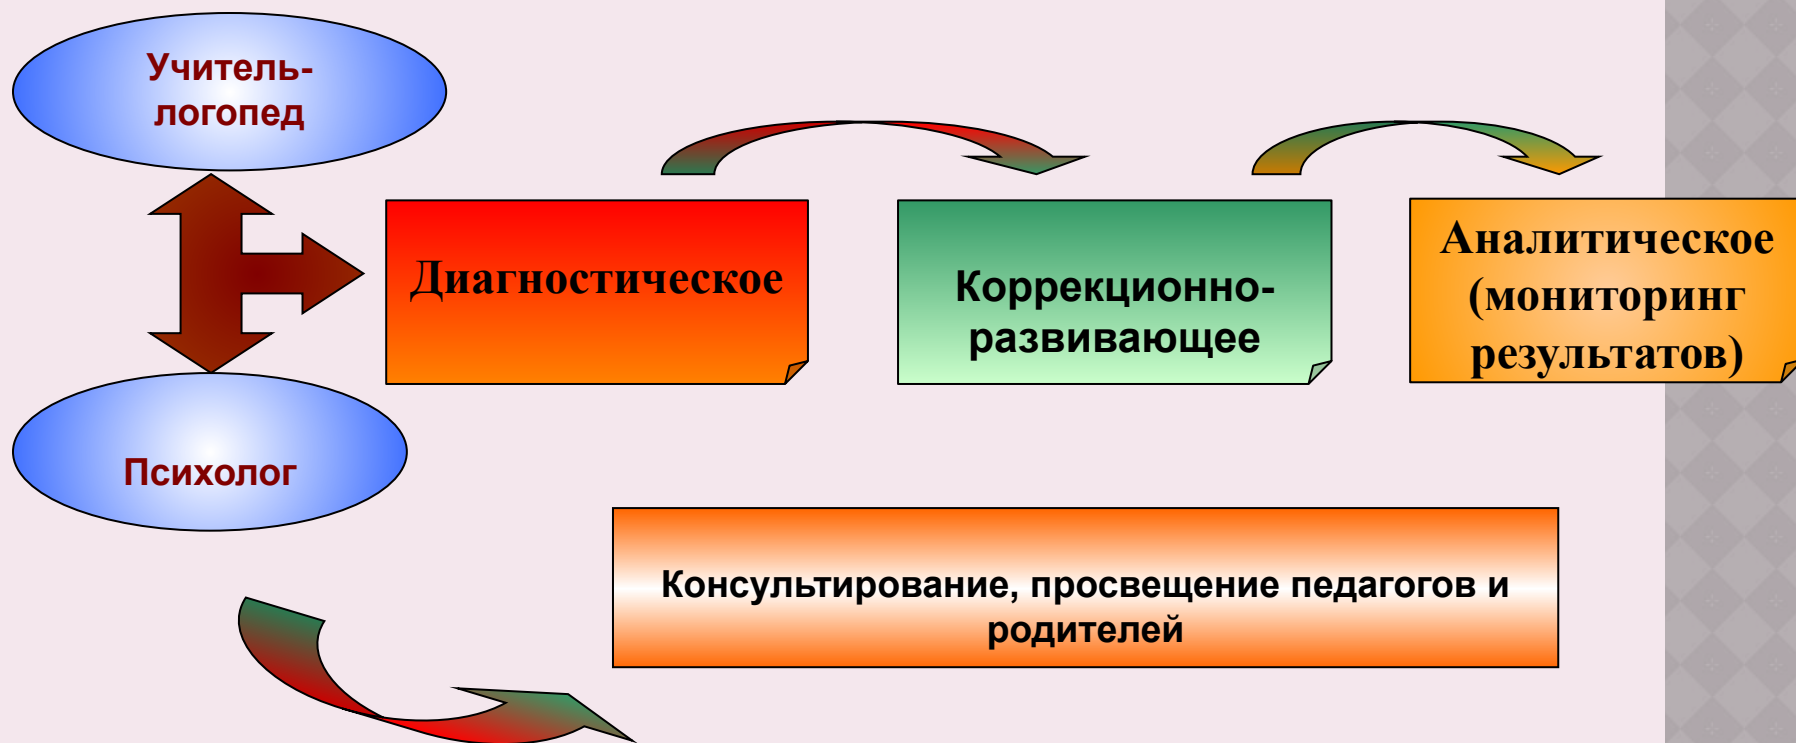 Учитель-
логопед
Диагностическое
Коррекционно-
развивающее
Аналитическое
(мониторинг
результатов)
Психолог
Консультирование, просвещение педагогов и
родителей